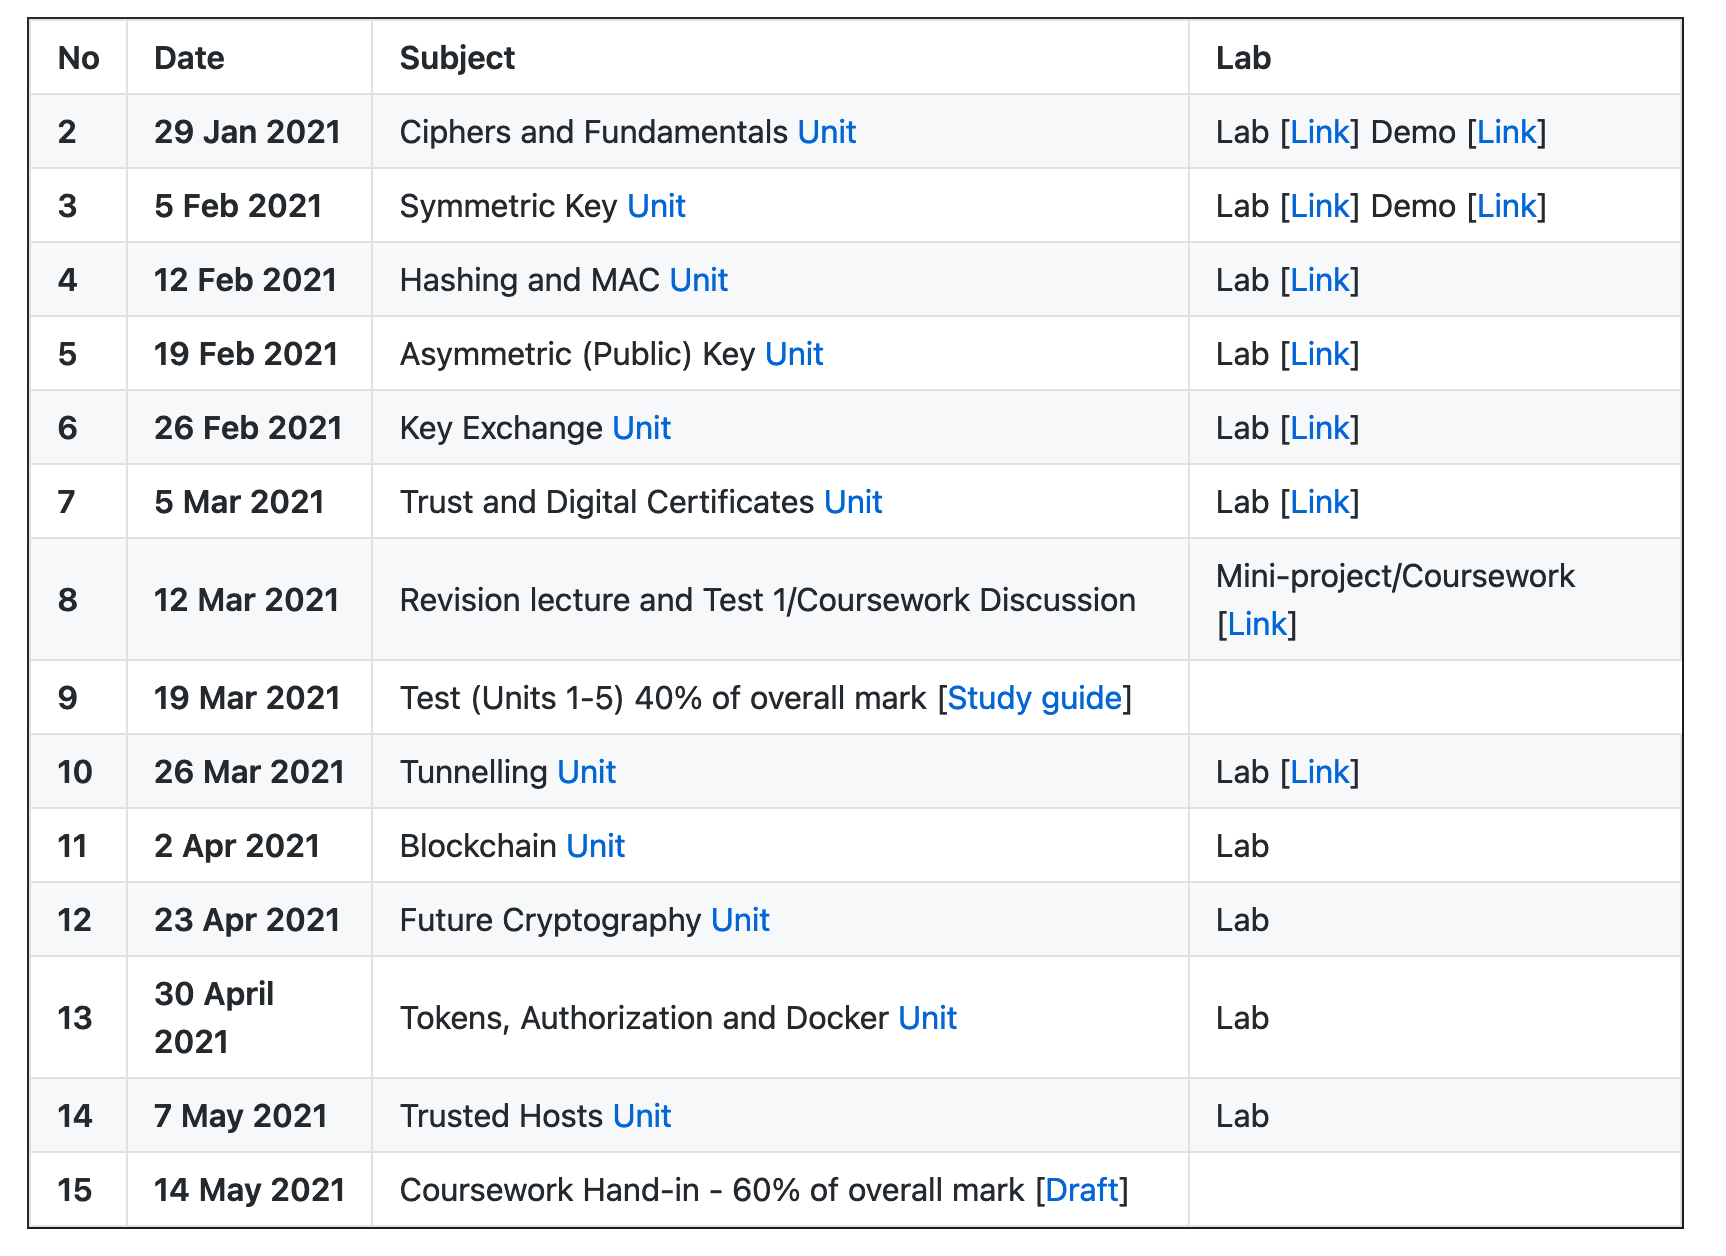 No Date Subject Lab
2 29 Jan 2021 Ciphers and Fundamentals Unit Lab [Link] Demo [Link]
3 5 Feb 2021 Symmetric Key Unit Lab [Link] Demo [Link]
4 12 Feb 2021 Hashing and MAC Unit Lab [Link]
5 19 Feb 2021 Asymmetric (Public) Key Unit Lab [Link]
6 26 Feb 2021 Key Exchange Unit Lab [Link]
7 5 Mar 2021 Trust and Digital Certificates Unit Lab [Link]
8 12 Mar 2021 Revision lecture and Test 1/Coursework Discussion Mini-project/Coursework
[Link]
9 19 Mar 2021 Test (Units 1-5) 40% of overall mark [Study guide]
10 26 Mar 2021 Tunnelling Unit Lab [Link]
11 2 Apr 2021 Blockchain Unit Lab
12 23 Apr 2021 Future Cryptography Unit Lab
13 30 April
2021 Tokens, Authorization and Docker Unit Lab
14 7 May 2021 Trusted Hosts Unit Lab
15 14 May 2021 Coursework Hand-in - 60% of overall mark [Draft]